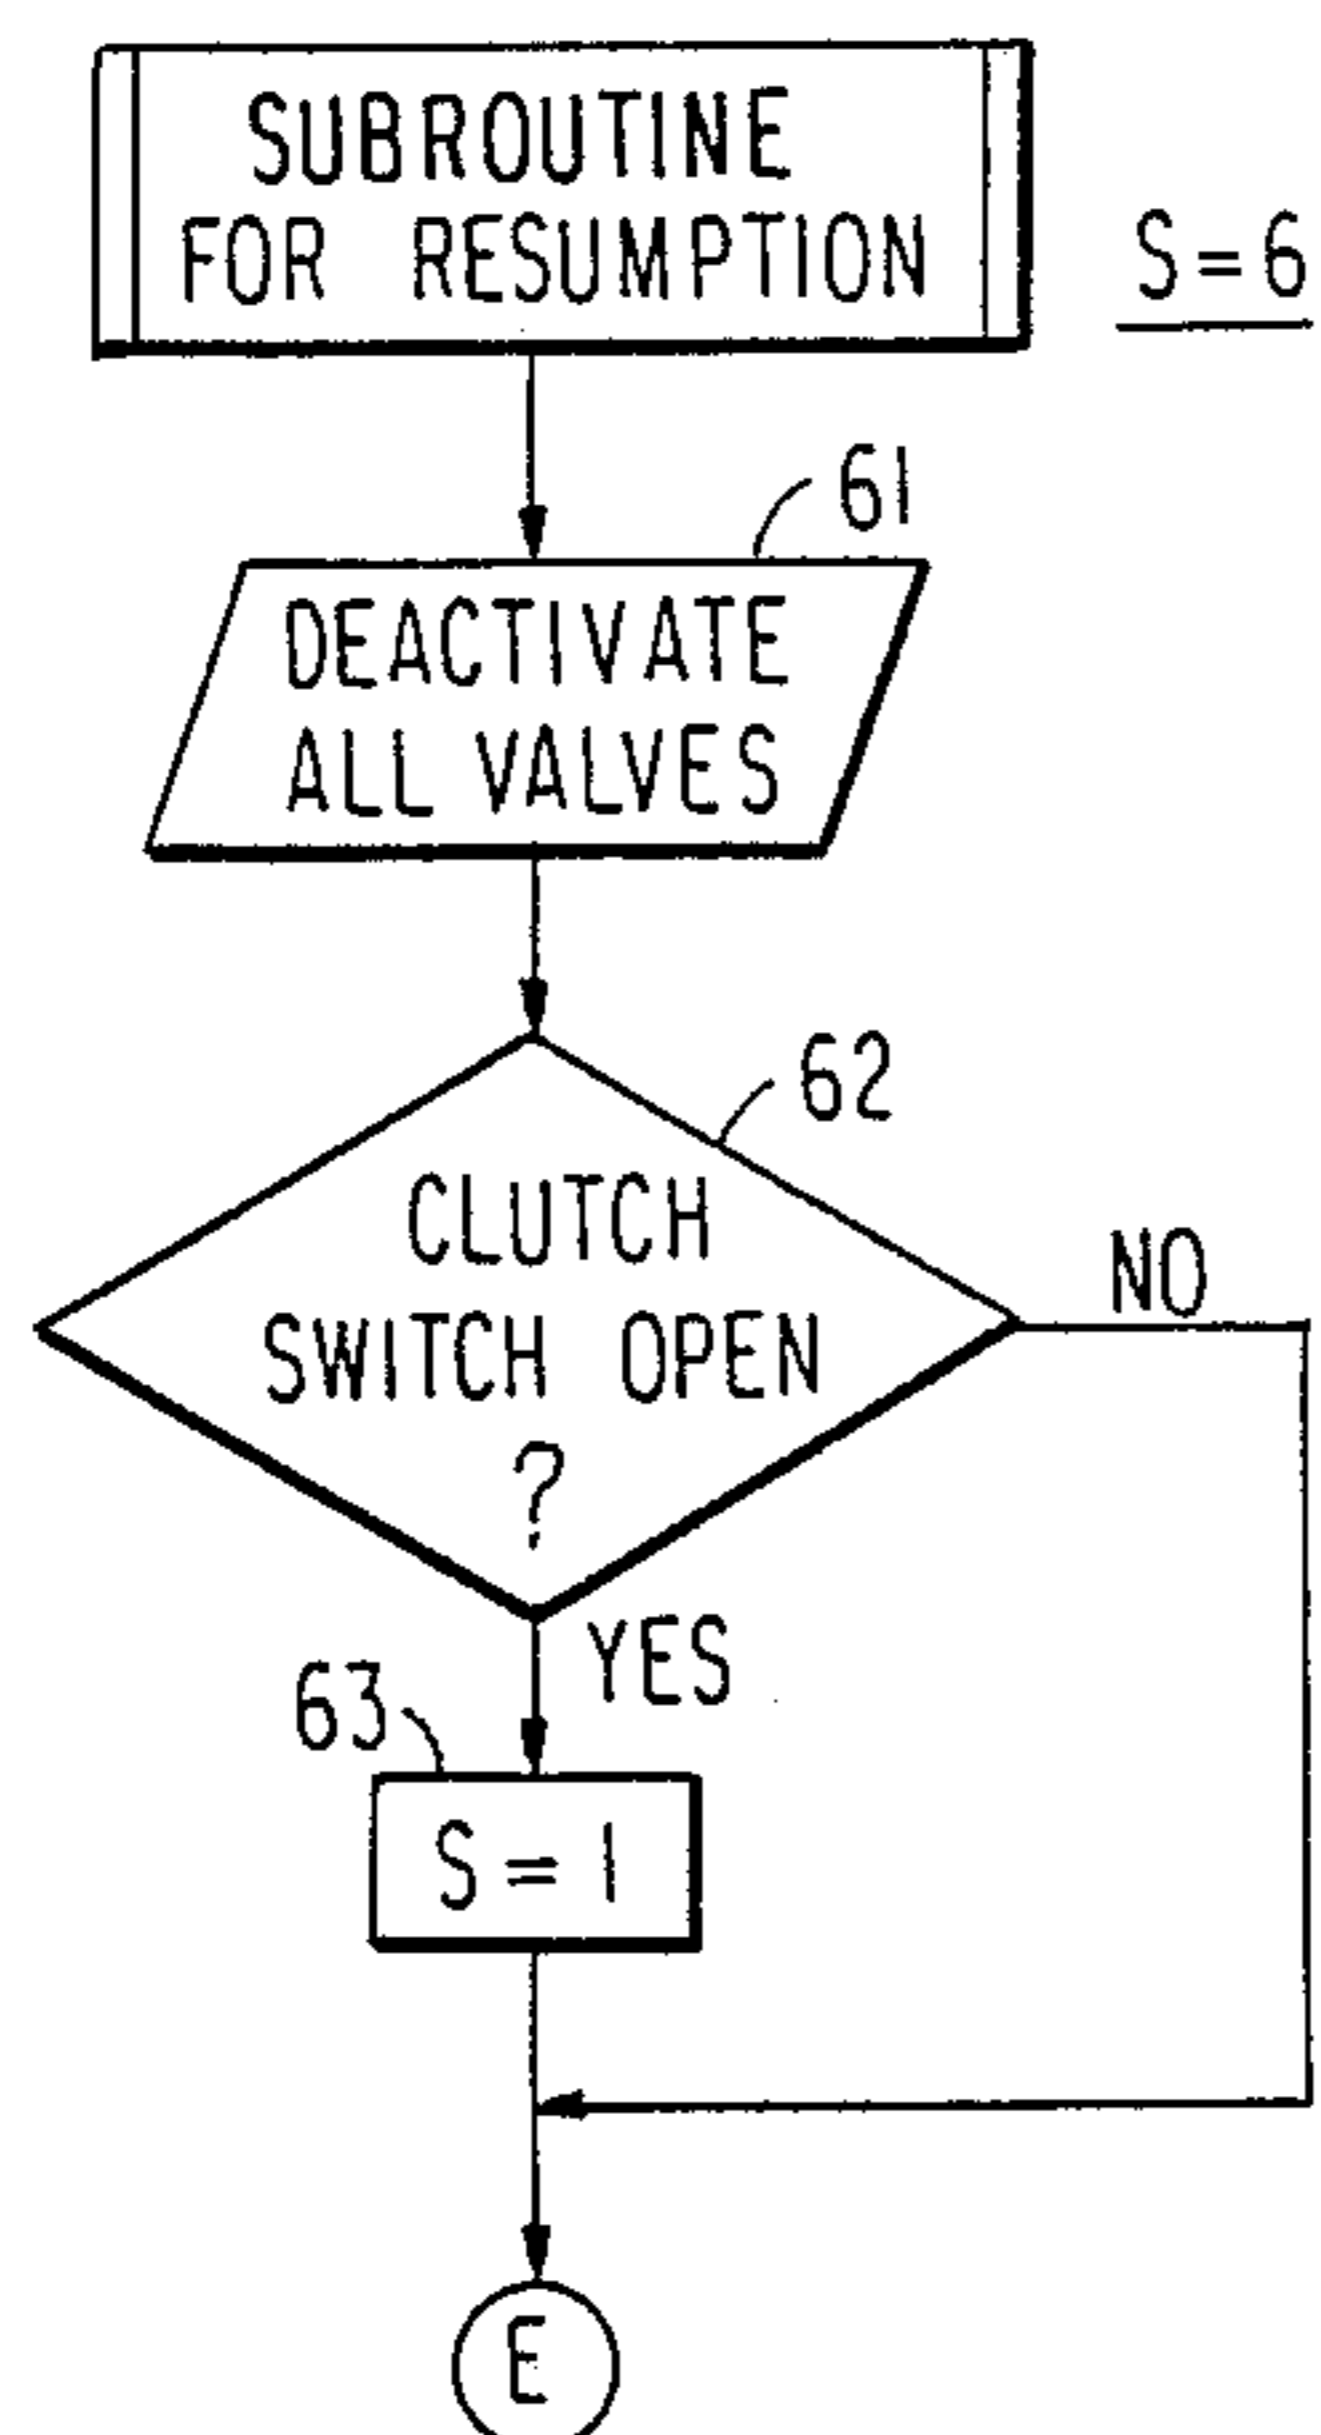 SUBROUTINE
FOR RESUMPTION
S = 6
61
DEACTIVATE
ALL VALVES
62
CLUTCH
SWITCH OPEN
?
NO
YES
63
S = 1
E